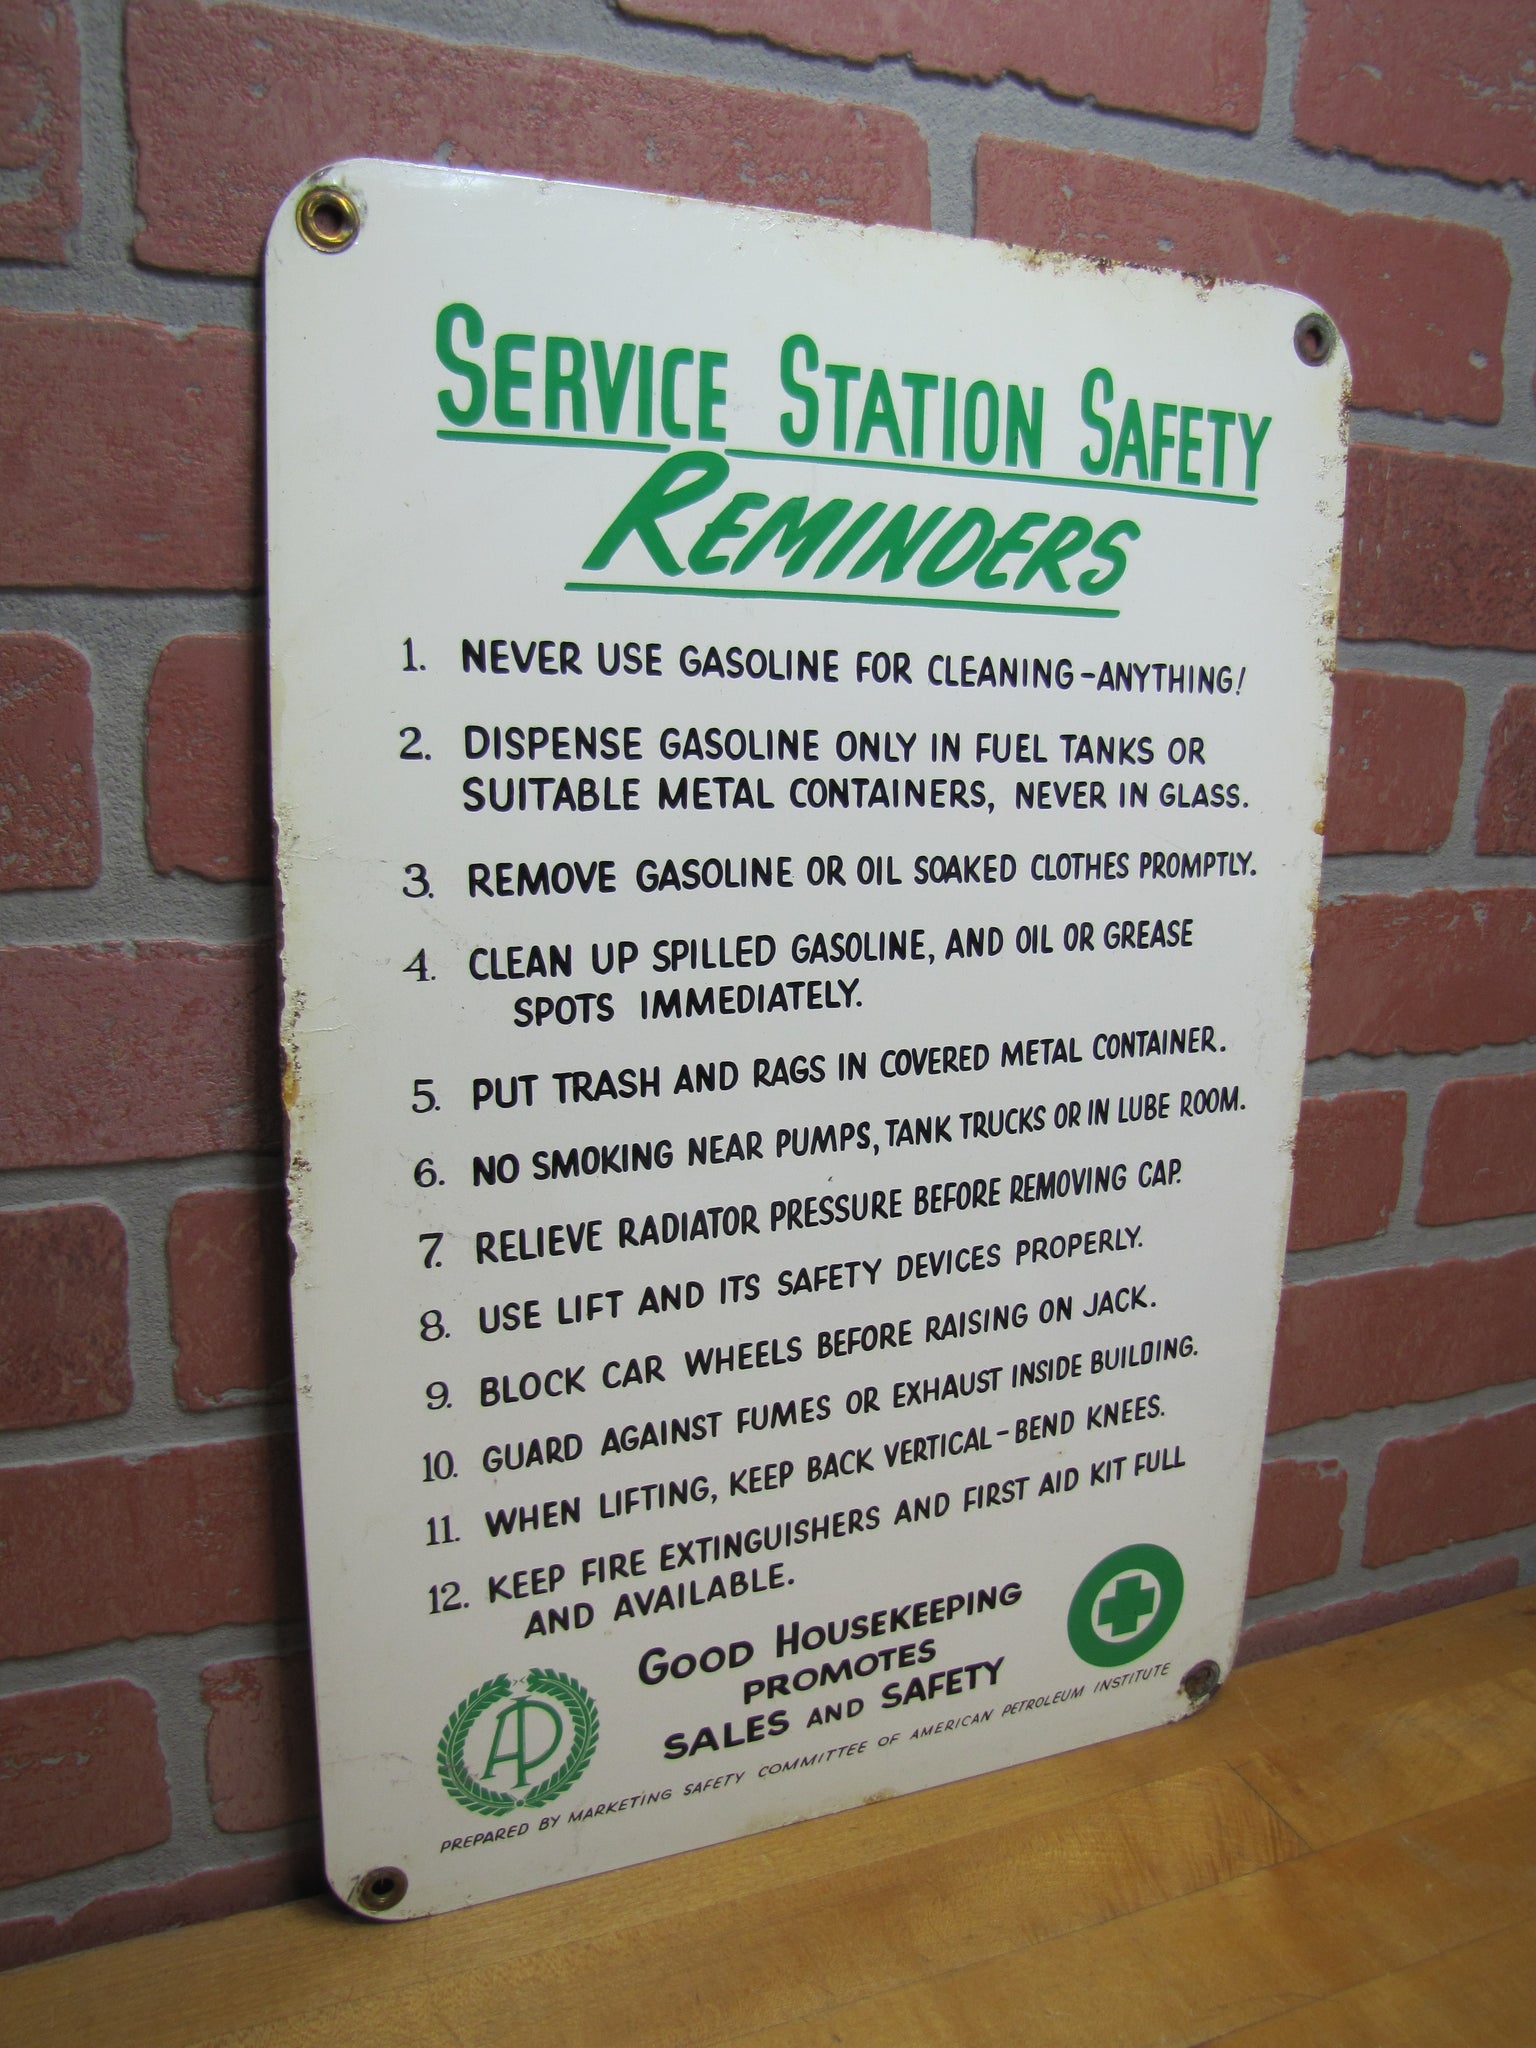 SERVICE STATION SAFETY
REMINDERS
1. NEVER USE GASOLINE FOR CLEANING-ANYTHING!
2. DISPENSE GASOLINE ONLY IN FUEL TANKS OR
SUITABLE METAL CONTAINERS, NEVER IN GLASS.
3. REMOVE GASOLINE OR OIL SOAKED CLOTHES PROMPTLY.
4. CLEAN UP SPILLED GASOLINE, AND OIL OR GREASE
SPOTS IMMEDIATELY.
5. PUT TRASH AND RAGS IN COVERED METAL CONTAINER.
6. NO SMOKING NEAR PUMPS, TANK TRUCKS OR IN LUBE ROOM.
7. RELIEVE RADIATOR PRESSURE BEFORE REMOVING CAP.
8. USE LIFT AND ITS SAFETY DEVICES PROPERLY.
9. BLOCK CAR WHEELS BEFORE RAISING ON JACK.
10. GUARD AGAINST FUMES OR EXHAUST INSIDE BUILDING.
11. WHEN LIFTING, KEEP BACK VERTICAL-BEND KNEES.
12. KEEP FIRE EXTINGUISHERS AND FIRST AID KIT FULL
AND AVAILABLE.
GOOD HOUSEKEEPING
PROMOTES
SALES AND SAFETY
API
PREPARED BY MARKETING SAFETY COMMITTEE OF AMERICAN PETROLEUM INSTITUTE